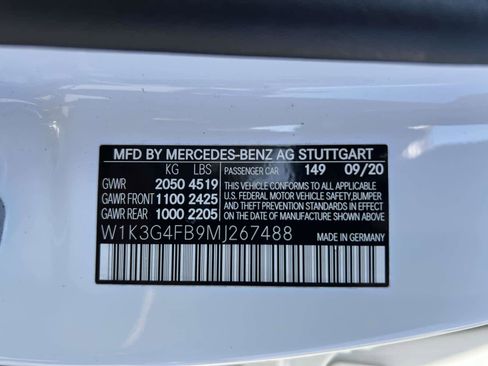 MFD BY MERCEDES-BENZ AG STUTTGART
KG LBS PASSENGER CAR 149 09/20
GVWR 2050 4519 THIS VEHICLE CONFORMS TO ALL APPLICABLE
GAWR FRONT 1100 2425 U.S. FEDERAL MOTOR VEHICLE SAFETY, BUMPER,
GAWR REAR 1000 2205 AND THEFT PREVENTION STANDARDS IN EFFECT
ON THE DATE OF MANUFACTURE SHOWN ABOVE.
W1K3G4FB9MJ267488 MADE IN GERMANY